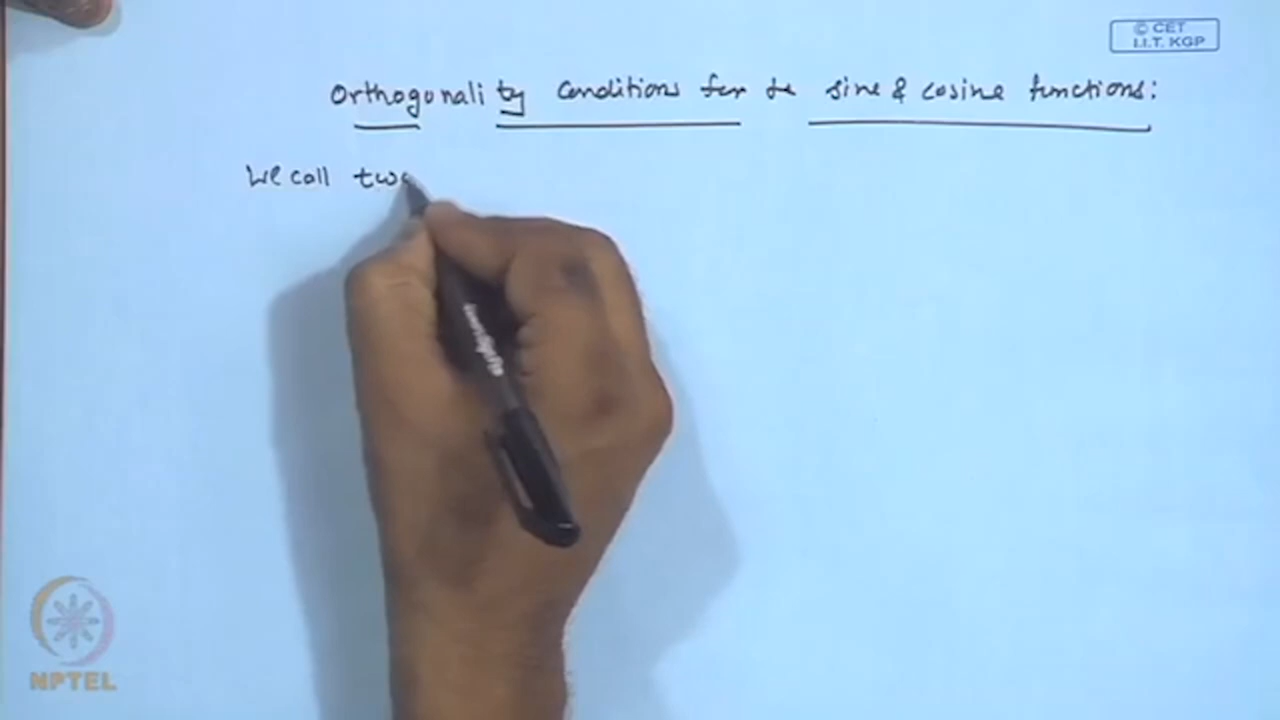 © CET
I.I.T. KGP
Orthogonality Conditions for the sine & cosine functions:
We call two
NPTEL